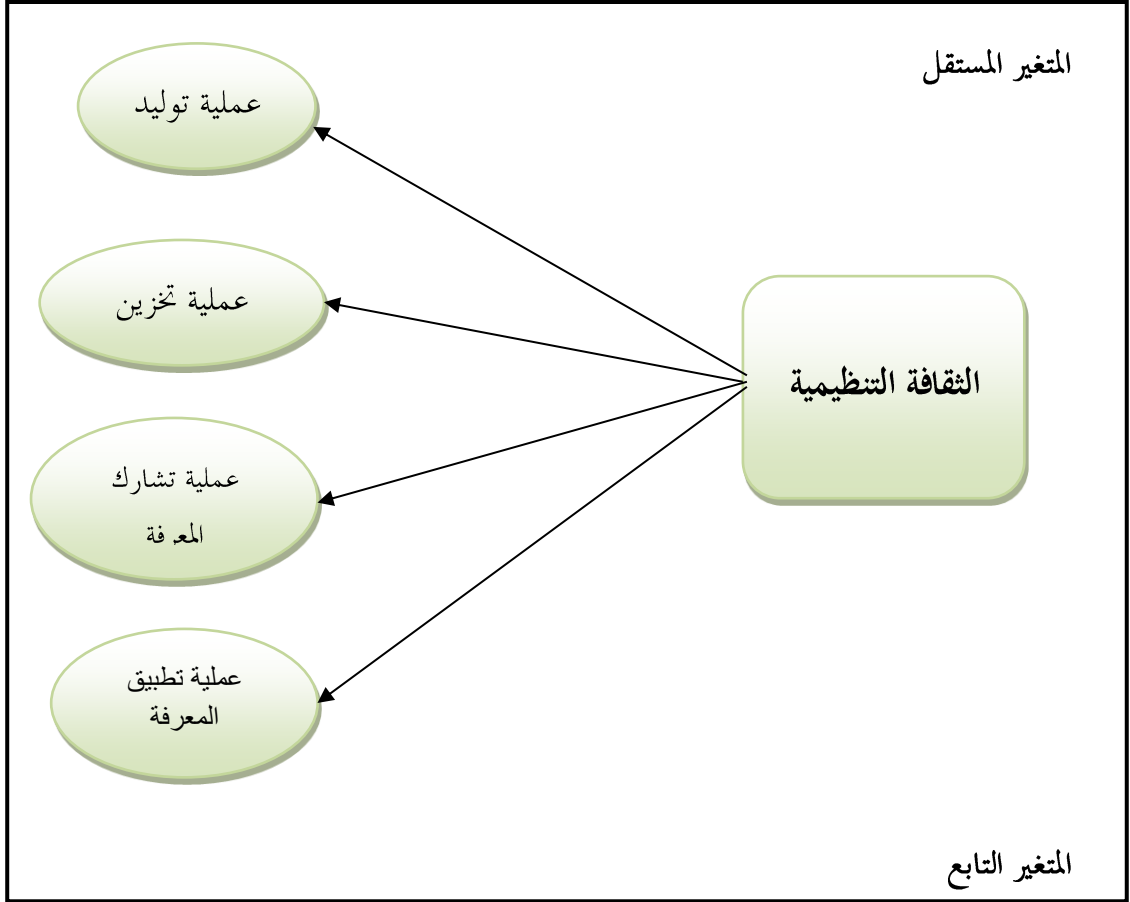 المتغير المستقل
عملية توليد
عملية تخزين
الثقافة التنظيمية
عملية تشارك
المعرفة
عملية تطبيق
المعرفة
المتغير التابع